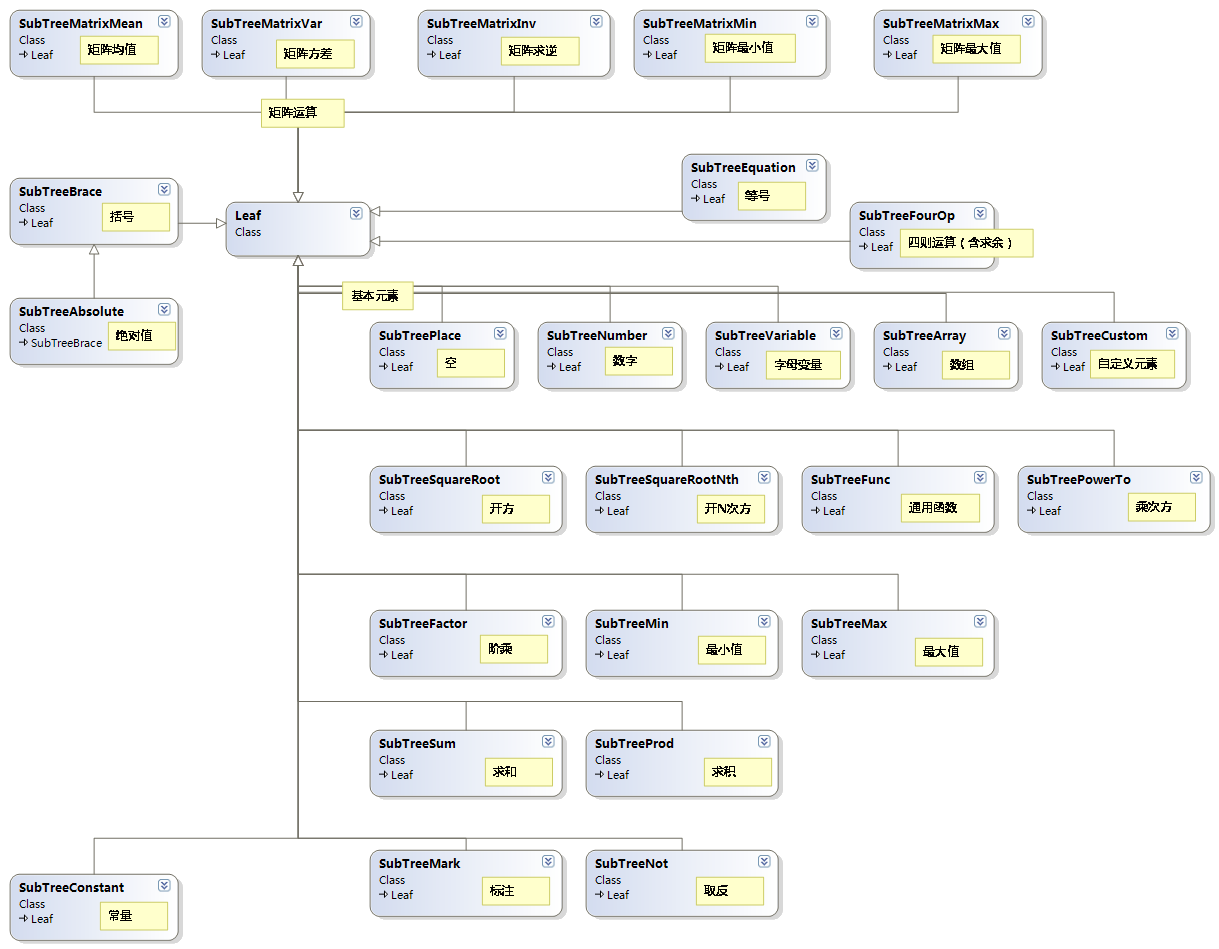 SubTreeMatrixMean
Class
Leaf
矩阵均值
SubTreeMatrixVar
Class
Leaf
矩阵方差
SubTreeMatrixInv
Class
Leaf
矩阵求逆
SubTreeMatrixMin
Class
Leaf
矩阵最小值
SubTreeMatrixMax
Class
Leaf
矩阵最大值
矩阵运算
SubTreeBrace
Class
Leaf
括号
Leaf
Class
SubTreeEquation
Class
Leaf
等号
SubTreeFourOp
Class
Leaf
四则运算（含求余）
SubTreeAbsolute
Class
SubTreeBrace
绝对值
基本元素
SubTreePlace
Class
Leaf
空
SubTreeNumber
Class
Leaf
数字
SubTreeVariable
Class
Leaf
字母变量
SubTreeArray
Class
Leaf
数组
SubTreeCustom
Class
Leaf
自定义元素
SubTreeSquareRoot
Class
Leaf
开方
SubTreeSquareRootNth
Class
Leaf
开N次方
SubTreeFunc
Class
Leaf
通用函数
SubTreePowerTo
Class
Leaf
乘次方
SubTreeFactor
Class
Leaf
阶乘
SubTreeMin
Class
Leaf
最小值
SubTreeMax
Class
Leaf
最大值
SubTreeSum
Class
Leaf
求和
SubTreeProd
Class
Leaf
求积
SubTreeConstant
Class
Leaf
常量
SubTreeMark
Class
Leaf
标注
SubTreeNot
Class
Leaf
取反